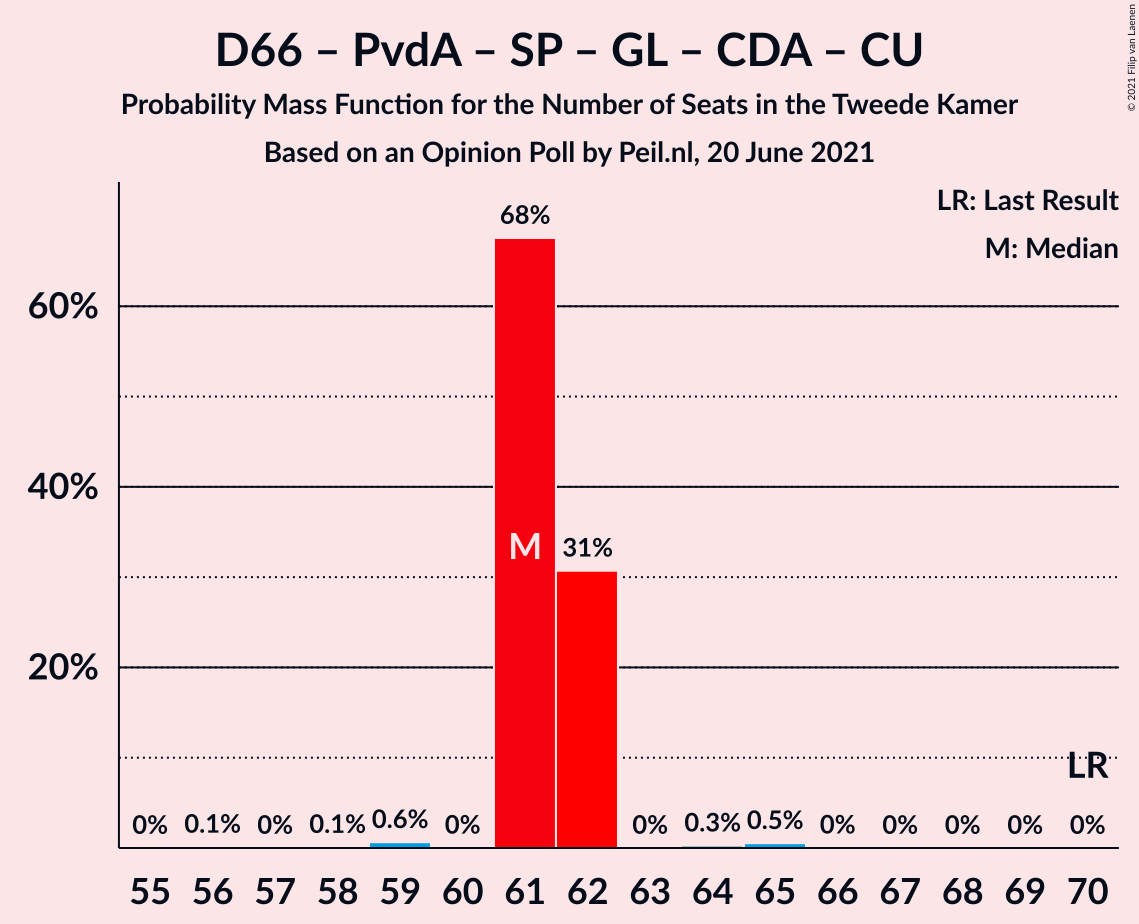 D66 – PvdA – SP – GL – CDA – CU
Probability Mass Function for the Number of Seats in the Tweede Kamer
Based on an Opinion Poll by Peil.nl, 20 June 2021
© 2021 Filip van Laenen
LR: Last Result
M: Median
68%
60%
40%
M
31%
20%
LR
0% 0.1% 0% 0.1% 0.6% 0% 0% 0.3% 0.5% 0% 0% 0% 0% 0%
55 56 57 58 59 60 61 62 63 64 65 66 67 68 69 70